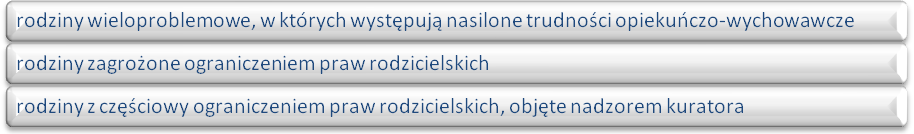 rodziny wieloproblemowe, w których występują nasilone trudności opiekuńczo-wychowawcze
rodziny zagrożone ograniczeniem praw rodzicielskich
rodziny z częściowy ograniczeniem praw rodzicielskich, objęte nadzorem kuratora